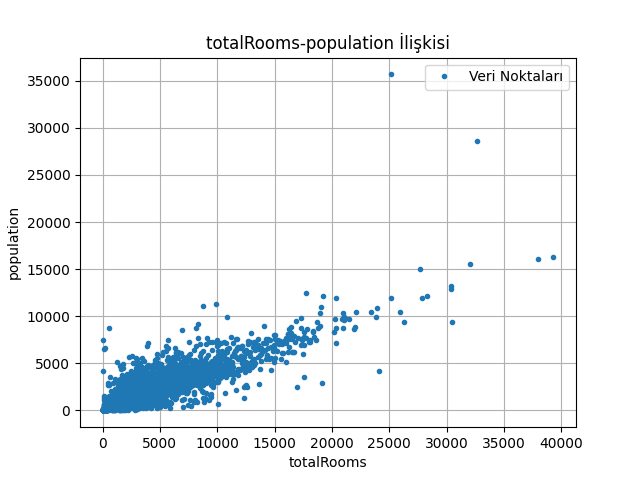 totalRooms-population İlişkisi
Veri Noktaları
35000
30000
25000
20000
15000
10000
5000
0
population
0 5000 10000 15000 20000 25000 30000 35000 40000
totalRooms